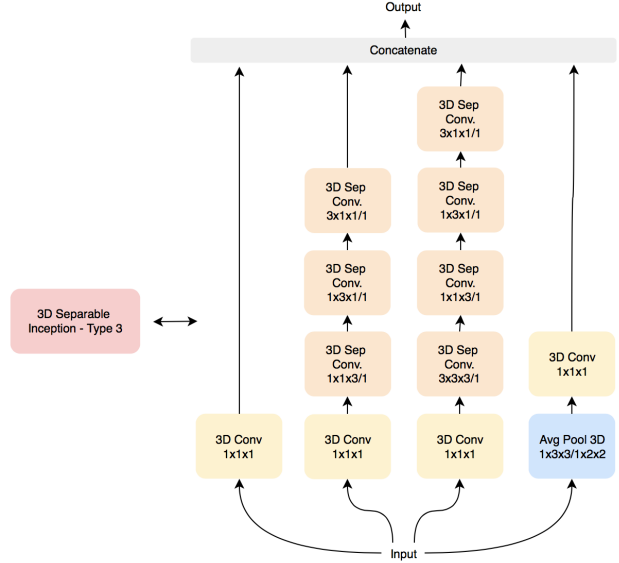 Output
Concatenate
3D Sep
Conv.
3x1x1/1
3D Sep
Conv.
3x1x1/1
3D Sep
Conv.
1x3x1/1
3D Sep
Conv.
1x3x1/1
3D Sep
Conv.
1x1x3/1
3D Separable
Inception - Type 3
3D Sep
Conv.
1x1x3/1
3D Sep
Conv.
3x3x3/1
3D Conv
1x1x1
3D Conv
1x1x1
3D Conv
1x1x1
3D Conv
1x1x1
Avg Pool 3D
1x3x3/1x2x2
Input